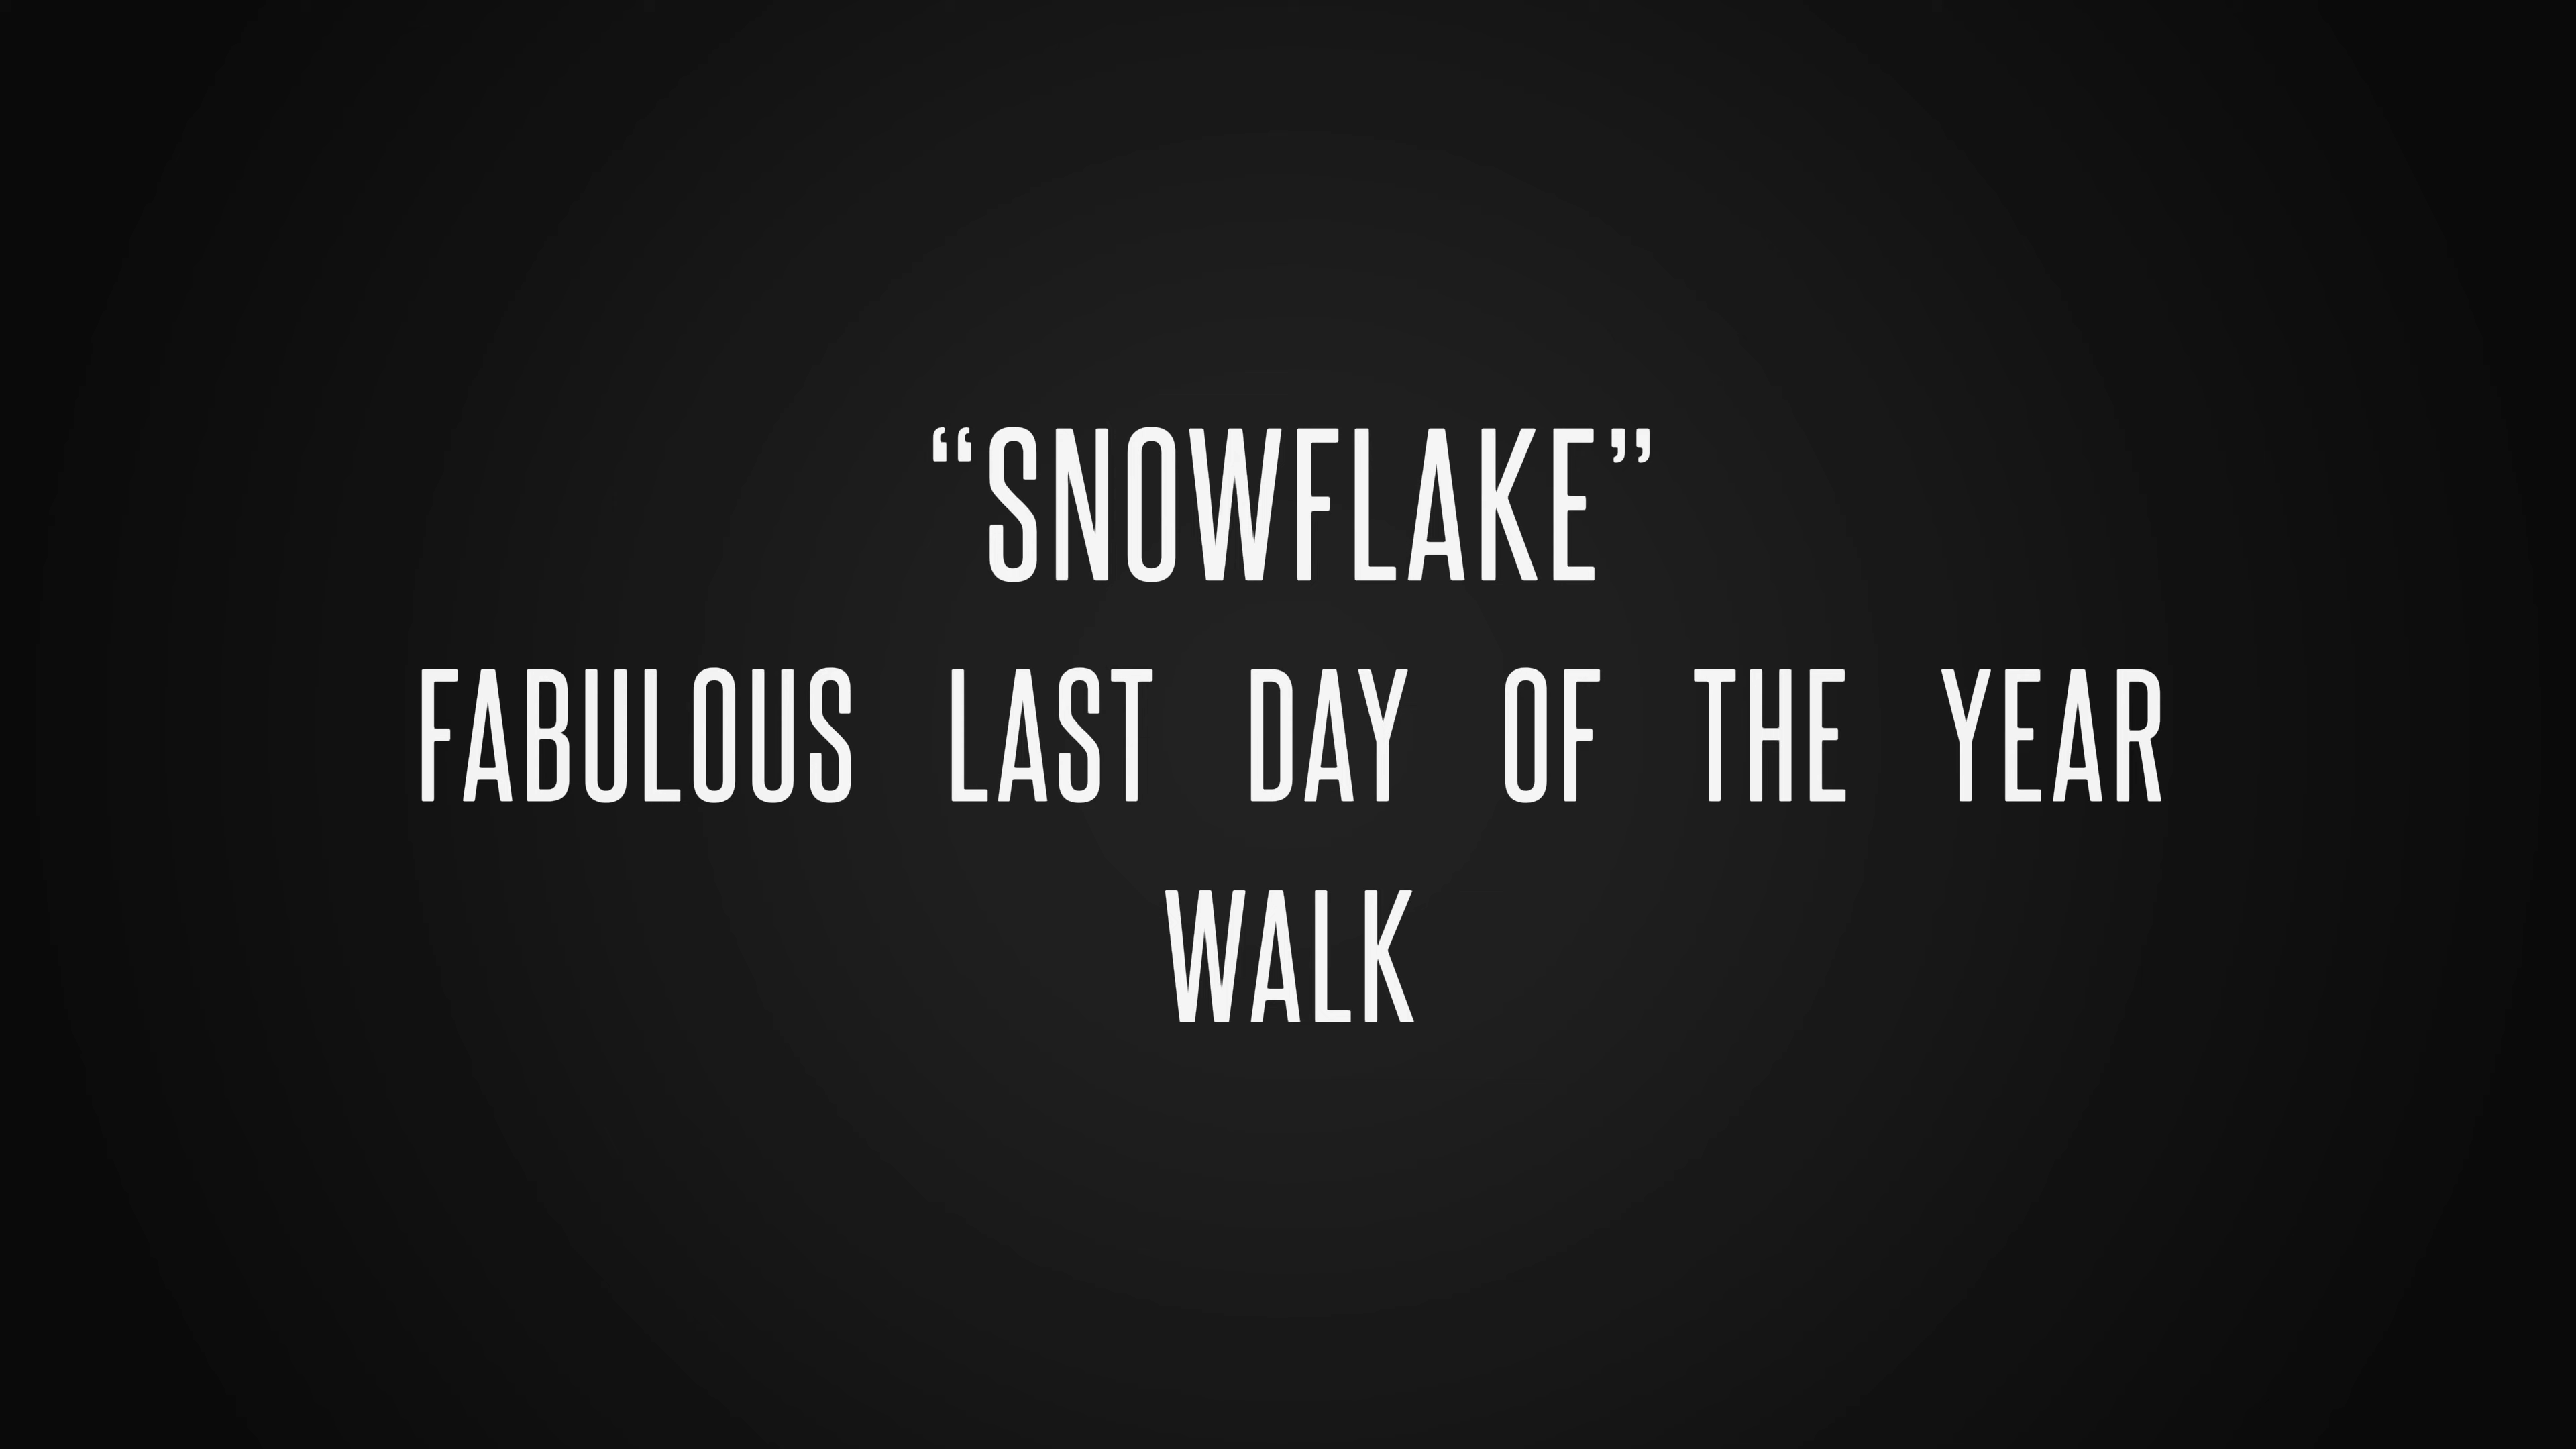 “SNOWFLAKE”
FABULOUS LAST DAY OF THE YEAR
WALK